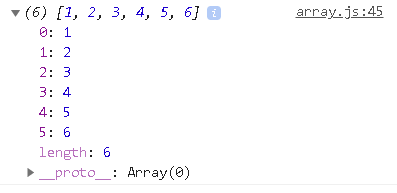 ▼(6) [1, 2, 3, 4, 5, 6] i array.js:45
0: 1
1: 2
2: 3
3: 4
4: 5
5: 6
length: 6
▶__proto__: Array(0)